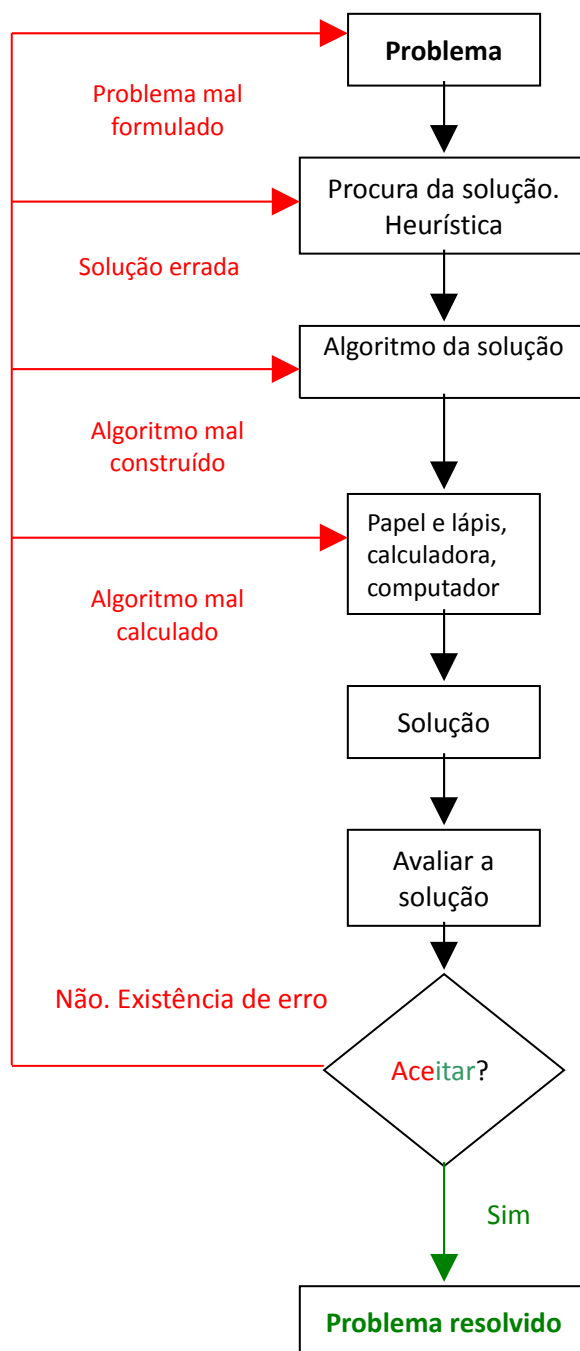 Problema
Problema mal
formulado
Procura da solução.
Heurística
Solução errada
Algoritmo da solução
Algoritmo mal
construído
Papel e lápis,
calculadora,
computador
Algoritmo mal
calculado
Solução
Avaliar a
solução
Não. Existência de erro
Aceitar?
Sim
Problema resolvido